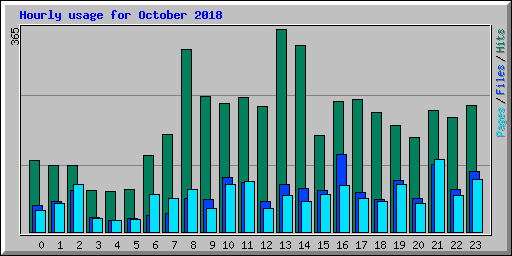 Hourly usage for October 2018
365
Pages/Files/Hits
0 1 2 3 4 5 6 7 8 9 10 11 12 13 14 15 16 17 18 19 20 21 22 23